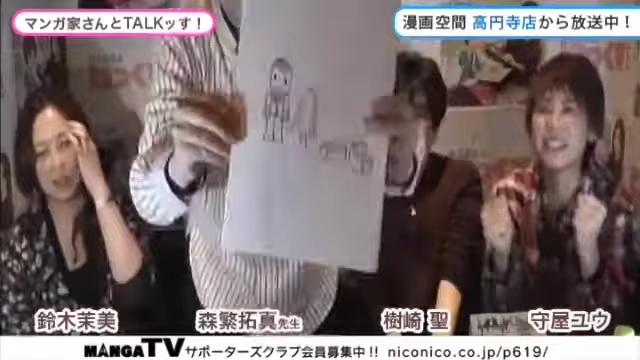 マンガ家さんとTALKッす!
漫画空間 高円寺店から放送中!
鈴木茉美
森繁拓真先生
樹崎 聖
守屋ユウ
MANGATV サポーターズクラブ会員募集中!! niconico.co.jp/p619/